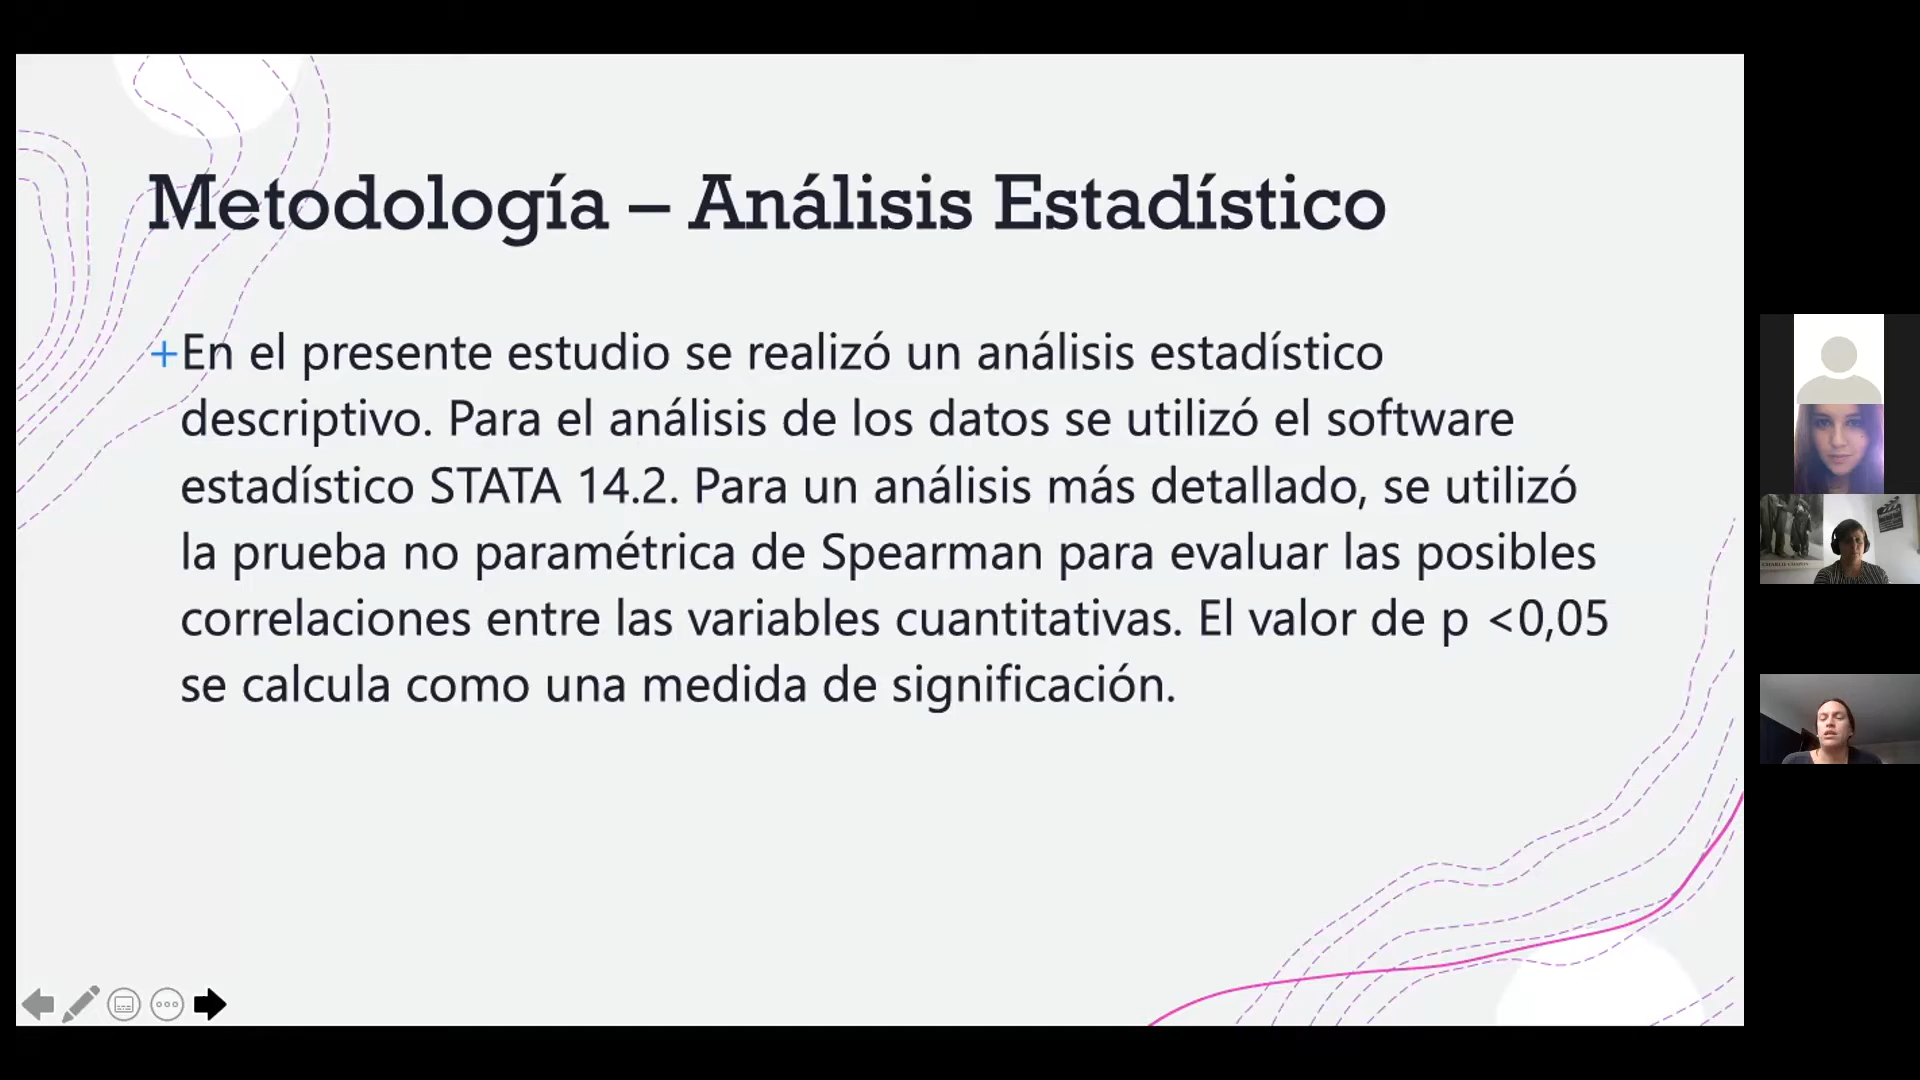 Metodología – Análisis Estadístico
+En el presente estudio se realizó un análisis estadístico
descriptivo. Para el análisis de los datos se utilizó el software
estadístico STATA 14.2. Para un análisis más detallado, se utilizó
la prueba no paramétrica de Spearman para evaluar las posibles
correlaciones entre las variables cuantitativas. El valor de p <0,05
se calcula como una medida de significación.
CHARLIE CHAPLIN